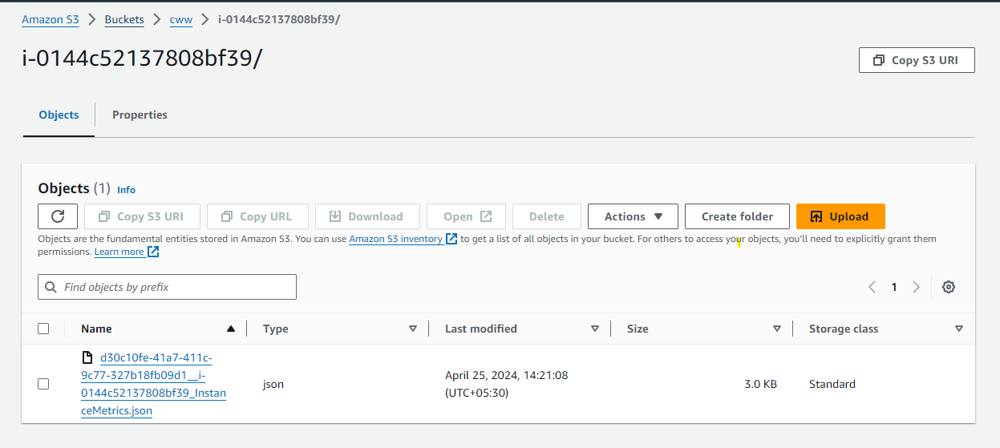 Amazon S3 > Buckets > cww > i-0144c52137808bf39/
i-0144c52137808bf39/
Copy S3 URI
Objects Properties
Objects (1) Info
Copy S3 URI Copy URL Download Open Delete Actions Create folder Upload
Objects are the fundamental entities stored in Amazon S3. You can use Amazon S3 inventory to get a list of all objects in your bucket. For others to access your objects, you'll need to explicitly grant them
permissions. Learn more
Find objects by prefix
1
Name Type Last modified Size Storage class
d30c10fe-41a7-411c-
9c77-327b18fb09d1__i-
0144c52137808bf39_Instan
ceMetrics.json
json
April 25, 2024, 14:21:08
(UTC+05:30)
3.0 KB
Standard